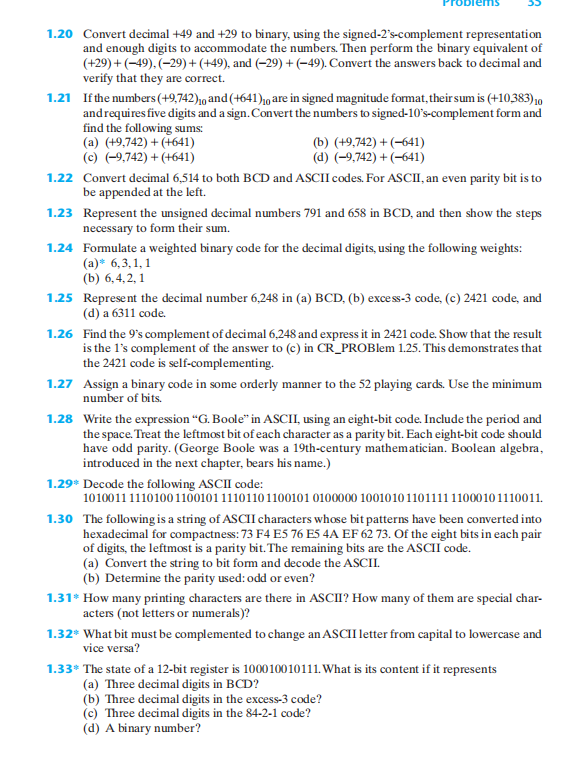 Problems 35
1.20 Convert decimal +49 and +29 to binary, using the signed-2's-complement representation
and enough digits to accommodate the numbers. Then perform the binary equivalent of
(+29) + (−49), (−29) + (+49), and (−29) + (−49). Convert the answers back to decimal and
verify that they are correct.
1.21 If the numbers (+9,742)10 and (+641)10 are in signed magnitude format, their sum is (+10,383)10
and requires five digits and a sign. Convert the numbers to signed-10's-complement form and
find the following sums:
(a) (+9,742) + (+641) (b) (+9,742) + (−641)
(c) (−9,742) + (+641) (d) (−9,742) + (−641)
1.22 Convert decimal 6,514 to both BCD and ASCII codes. For ASCII, an even parity bit is to
be appended at the left.
1.23 Represent the unsigned decimal numbers 791 and 658 in BCD, and then show the steps
necessary to form their sum.
1.24 Formulate a weighted binary code for the decimal digits, using the following weights:
(a)* 6, 3, 1, 1
(b) 6, 4, 2, 1
1.25 Represent the decimal number 6,248 in (a) BCD, (b) excess-3 code, (c) 2421 code, and
(d) a 6311 code.
1.26 Find the 9's complement of decimal 6,248 and express it in 2421 code. Show that the result
is the 1's complement of the answer to (c) in CR_PROBlem 1.25. This demonstrates that
the 2421 code is self-complementing.
1.27 Assign a binary code in some orderly manner to the 52 playing cards. Use the minimum
number of bits.
1.28 Write the expression “G. Boole” in ASCII, using an eight-bit code. Include the period and
the space. Treat the leftmost bit of each character as a parity bit. Each eight-bit code should
have odd parity. (George Boole was a 19th-century mathematician. Boolean algebra,
introduced in the next chapter, bears his name.)
1.29* Decode the following ASCII code:
1010011 1110100 1100101 1110110 1100101 0100000 1001010 1101111 1100010 1110011.
1.30 The following is a string of ASCII characters whose bit patterns have been converted into
hexadecimal for compactness: 73 F4 E5 76 E5 4A EF 62 73. Of the eight bits in each pair
of digits, the leftmost is a parity bit. The remaining bits are the ASCII code.
(a) Convert the string to bit form and decode the ASCII.
(b) Determine the parity used: odd or even?
1.31* How many printing characters are there in ASCII? How many of them are special char-
acters (not letters or numerals)?
1.32* What bit must be complemented to change an ASCII letter from capital to lowercase and
vice versa?
1.33* The state of a 12-bit register is 100010010111. What is its content if it represents
(a) Three decimal digits in BCD?
(b) Three decimal digits in the excess-3 code?
(c) Three decimal digits in the 84-2-1 code?
(d) A binary number?